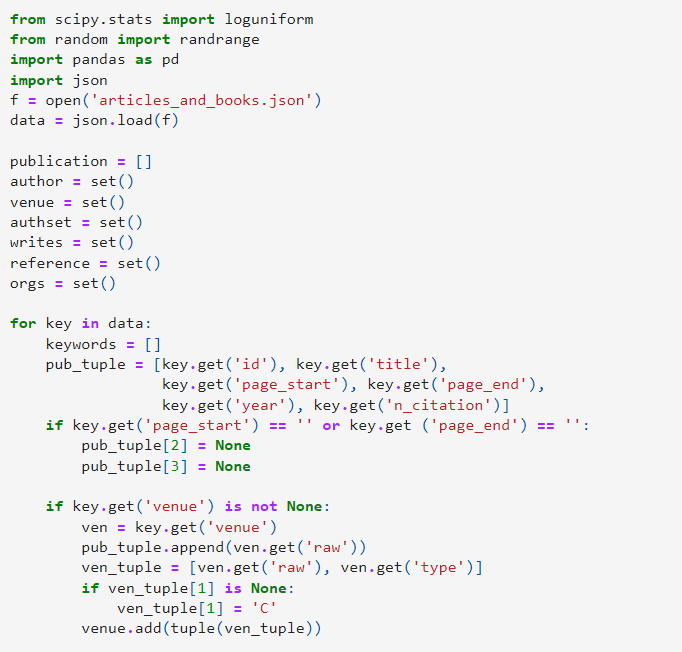 from scipy.stats import loguniform
from random import randrange
import pandas as pd
import json
f = open('articles_and_books.json')
data = json.load(f)

publication = []
author = set()
venue = set()
authset = set()
writes = set()
reference = set()
orgs = set()

for key in data:
    keywords = []
    pub_tuple = [key.get('id'), key.get('title'),
                 key.get('page_start'), key.get('page_end'),
                 key.get('year'), key.get('n_citation')]
    if key.get('page_start') == '' or key.get ('page_end') == '':
        pub_tuple[2] = None
        pub_tuple[3] = None

    if key.get('venue') is not None:
        ven = key.get('venue')
        pub_tuple.append(ven.get('raw'))
        ven_tuple = [ven.get('raw'), ven.get('type')]
        if ven_tuple[1] is None:
            ven_tuple[1] = 'C'
        venue.add(tuple(ven_tuple))